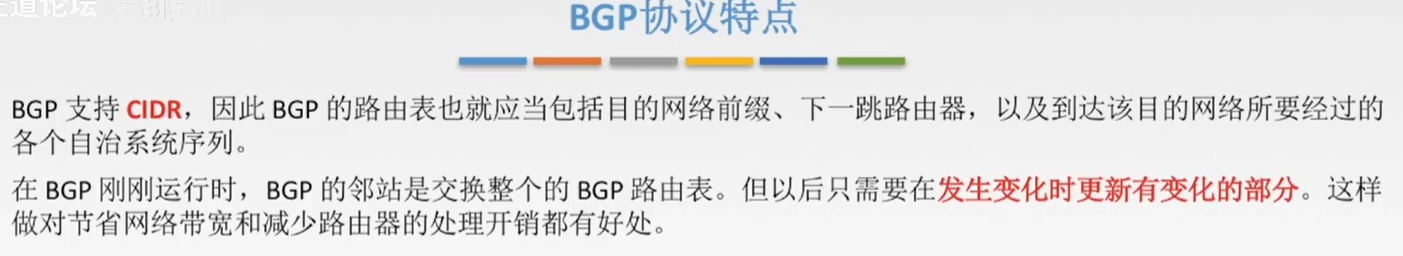 王道论坛
BGP协议特点
BGP 支持 CIDR，因此 BGP 的路由表也就应当包括目的网络前缀、下一跳路由器，以及到达该目的网络所要经过的
各个自治系统序列。
在 BGP 刚刚运行时，BGP 的邻站是交换整个的 BGP 路由表。但以后只需要在发生变化时更新有变化的部分。这样
做对节省网络带宽和减少路由器的处理开销都有好处。